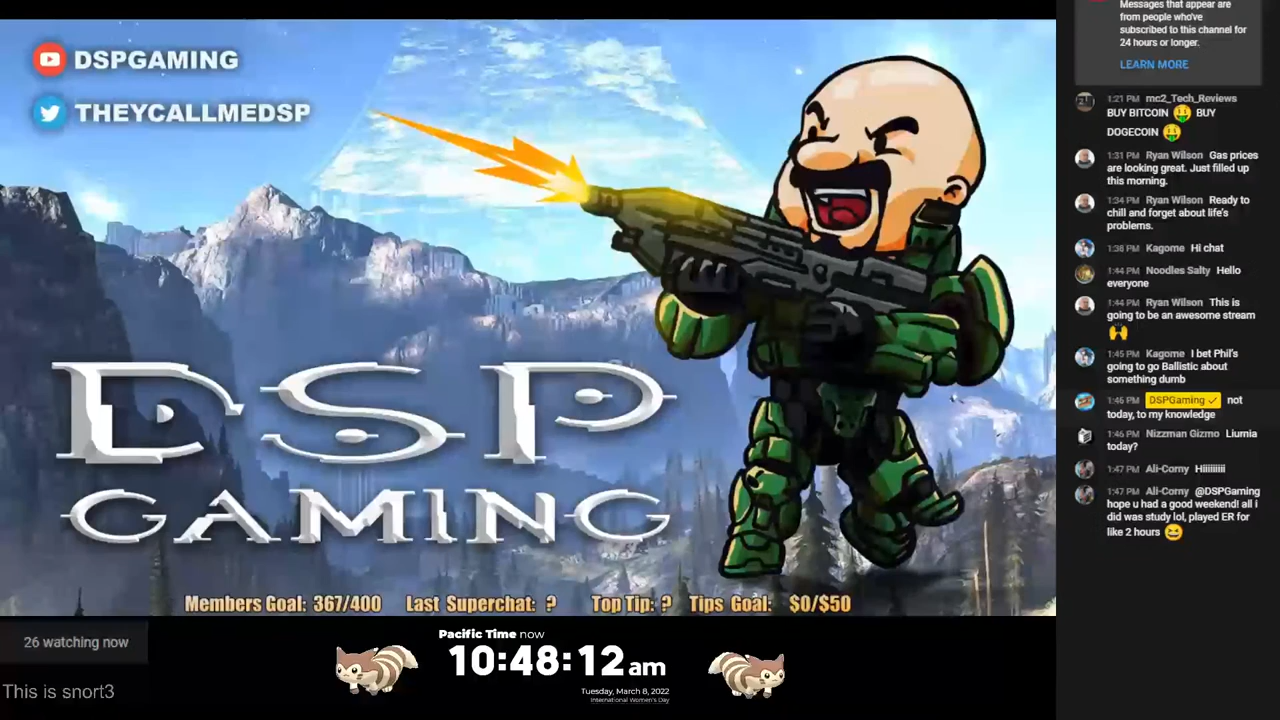 DSPGAMING
THEYCALLMEDSP
DSP
GAMING
Members Goal: 367/400 Last Superchat: ? Top Tip: ? Tips Goal: $0/$50
26 watching now
This is snort3
Pacific Time now
10:48:12 am
Tuesday, March 8, 2022
International Women's Day
Messages that appear are
from people who've
subscribed to this channel for
24 hours or longer.
LEARN MORE
1:21 PM mc2_Tech_Reviews
BUY BITCOIN 🤑 BUY
DOGECOIN 🤑
1:31 PM Ryan Wilson Gas prices
are looking great. Just filled up
this morning.
1:34 PM Ryan Wilson Ready to
chill and forget about life's
problems.
1:36 PM Kagome Hi chat
1:44 PM Noodles Salty Hello
everyone
1:44 PM Ryan Wilson This is
going to be an awesome stream
🙌
1:45 PM Kagome I bet Phil's
going to go Ballistic about
something dumb
1:46 PM DSPGaming ✓ not
today, to my knowledge
1:46 PM Nizzman Gizmo Liurnia
today?
1:47 PM Ali-Corny Hiiiiiiiiii
1:47 PM Ali-Corny @DSPGaming
hope u had a good weekend! all i
did was study lol, played ER for
like 2 hours 😆